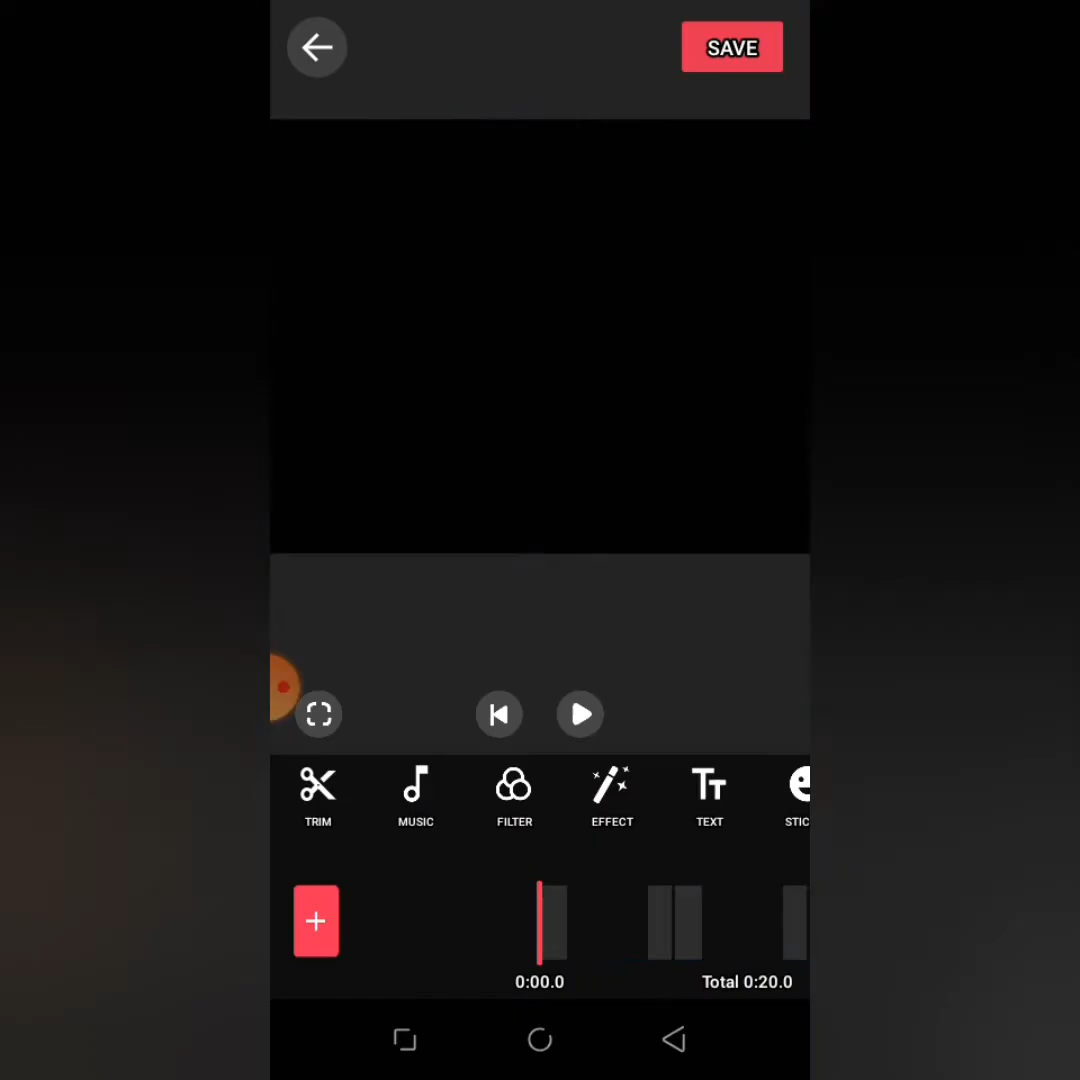 SAVE
TRIM
MUSIC
FILTER
EFFECT
TEXT
STIC
0:00.0
Total 0:20.0